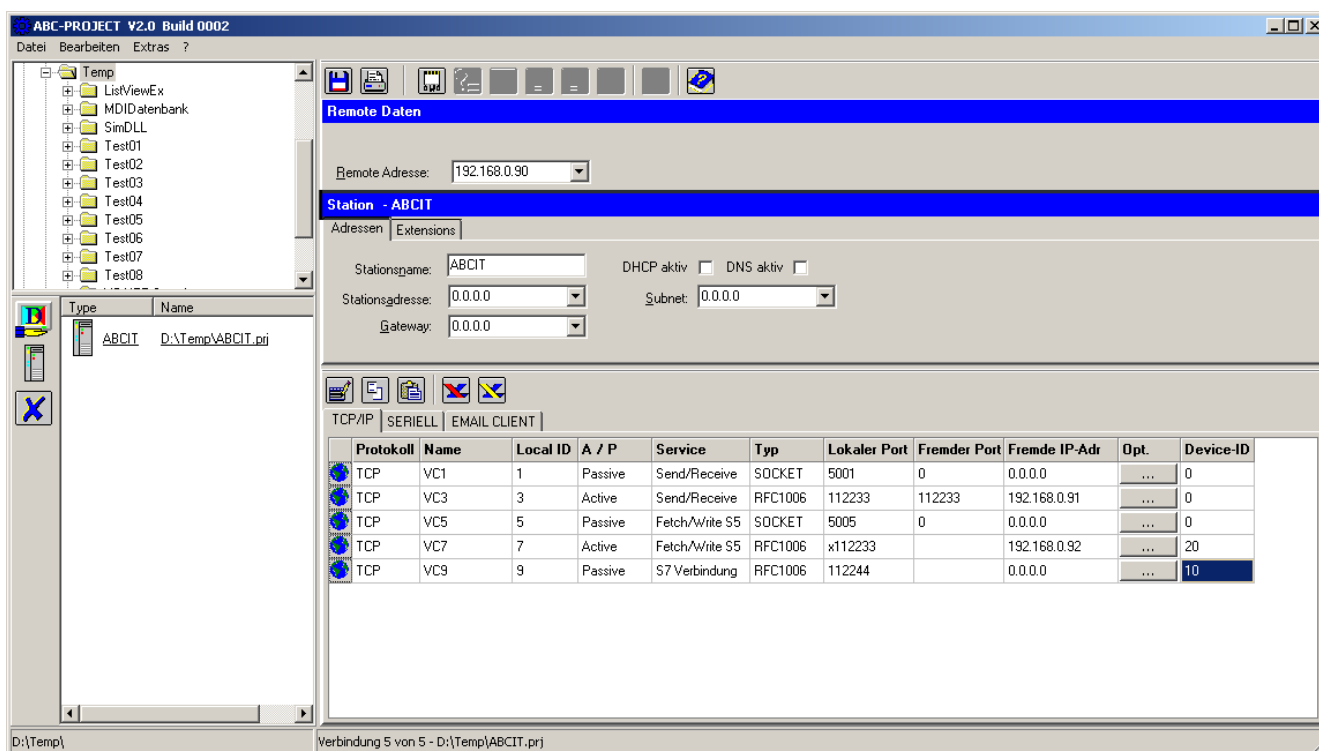 ABC-PROJECT V2.0 Build 0002
Datei Bearbeiten Extras ?
Temp
ListViewEx
MDIDatenbank
SimDLL
Test01
Test02
Test03
Test04
Test05
Test06
Test07
Test08
Type Name
ABCIT D:\Temp\ABCIT.prj
Remote Daten
Remote Adresse: 192.168.0.90
Station - ABCIT
Adressen Extensions
Stationsname: ABCIT DHCP aktiv DNS aktiv
Stationsadresse: 0.0.0.0 Subnet: 0.0.0.0
Gateway: 0.0.0.0
TCP/IP SERIELL EMAIL CLIENT
Protokoll Name Local ID A / P Service Typ Lokaler Port Fremder Port Fremde IP-Adr Opt. Device-ID
TCP VC1 1 Passive Send/Receive SOCKET 5001 0 0.0.0.0 ... 0
TCP VC3 3 Active Send/Receive RFC1006 112233 112233 192.168.0.91 ... 0
TCP VC5 5 Passive Fetch/Write S5 SOCKET 5005 0 0.0.0.0 ... 0
TCP VC7 7 Active Fetch/Write S5 RFC1006 x112233 192.168.0.92 ... 20
TCP VC9 9 Passive S7 Verbindung RFC1006 112244 0.0.0.0 ... 10
D:\Temp\ Verbindung 5 von 5 - D:\Temp\ABCIT.prj